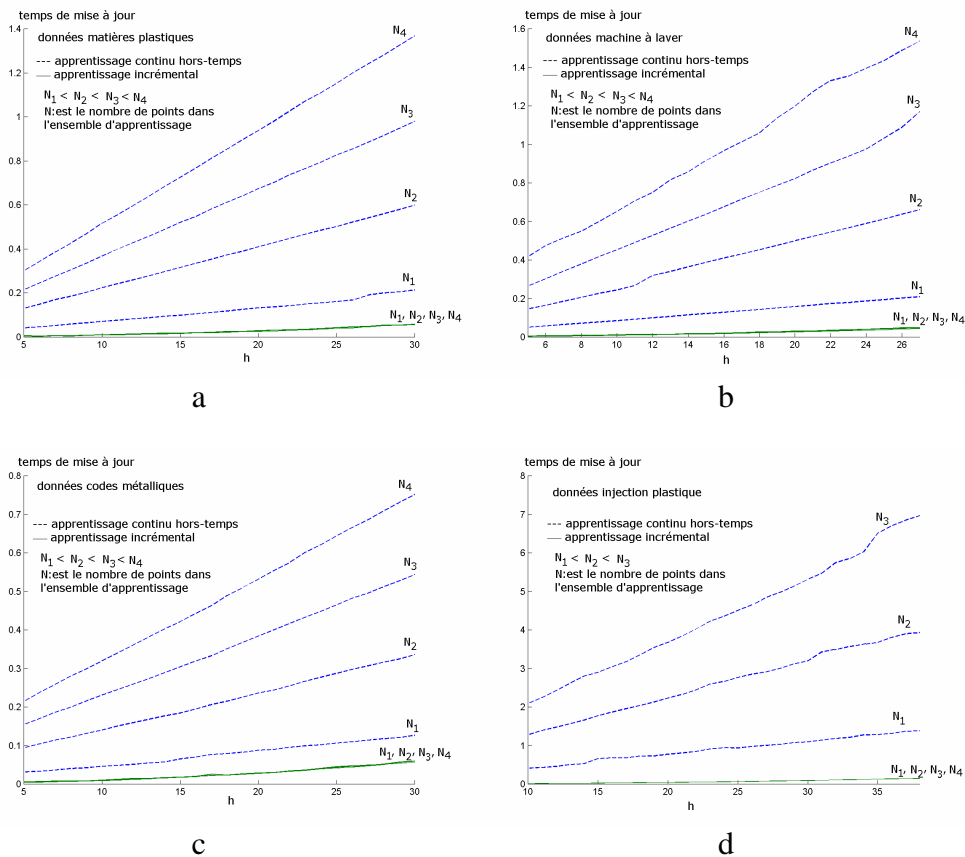 temps de mise à jour
données matières plastiques
apprentissage continu hors-temps
apprentissage incrémental
N1 < N2 < N3 < N4
N:est le nombre de points dans
l'ensemble d'apprentissage
1.4
1.2
1
0.8
0.6
0.4
0.2
0
N4
N3
N2
N1
N1, N2, N3, N4
5 10 15 20 25 30
h
a
temps de mise à jour
données machine à laver
apprentissage continu hors-temps
apprentissage incrémental
N1 < N2 < N3 < N4
N:est le nombre de points dans
l'ensemble d'apprentissage
1.6
1.4
1.2
1
0.8
0.6
0.4
0.2
0
N4
N3
N2
N1
N1, N2, N3, N4
6 8 10 12 14 16 18 20 22 24 26
h
b
temps de mise à jour
données codes métalliques
apprentissage continu hors-temps
apprentissage incrémental
N1 < N2 < N3 < N4
N:est le nombre de points dans
l'ensemble d'apprentissage
0.8
0.7
0.6
0.5
0.4
0.3
0.2
0.1
0
N4
N3
N2
N1
N1, N2, N3, N4
5 10 15 20 25 30
h
c
temps de mise à jour
données injection plastique
apprentissage continu hors-temps
apprentissage incrémental
N1 < N2 < N3
N:est le nombre de points dans
l'ensemble d'apprentissage
8
7
6
5
4
3
2
1
0
N3
N2
N1
N1, N2, N3, N4
10 15 20 25 30 35
h
d